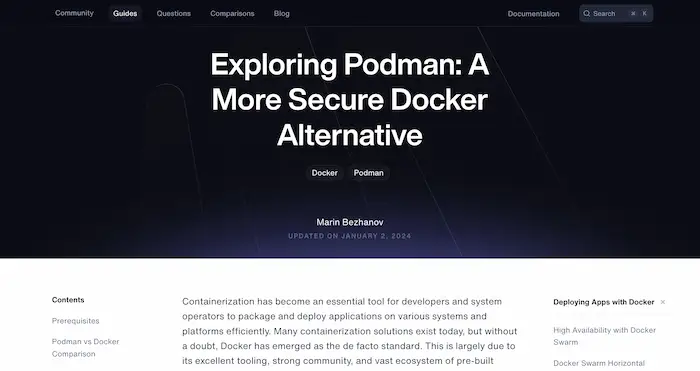 Community Guides Questions Comparisons Blog Documentation Search ⌘ K
Exploring Podman: A
More Secure Docker
Alternative
Docker Podman
Marin Bezhanov
UPDATED ON JANUARY 2, 2024
Contents
Prerequisites
Podman vs Docker
Comparison
Containerization has become an essential tool for developers and system
operators to package and deploy applications on various systems and
platforms efficiently. Many containerization solutions exist today, but without
a doubt, Docker has emerged as the de facto standard. This is largely due to
its excellent tooling, strong community, and vast ecosystem of pre-built
Deploying Apps with Docker ×
High Availability with Docker
Swarm
Docker Swarm Horizontal